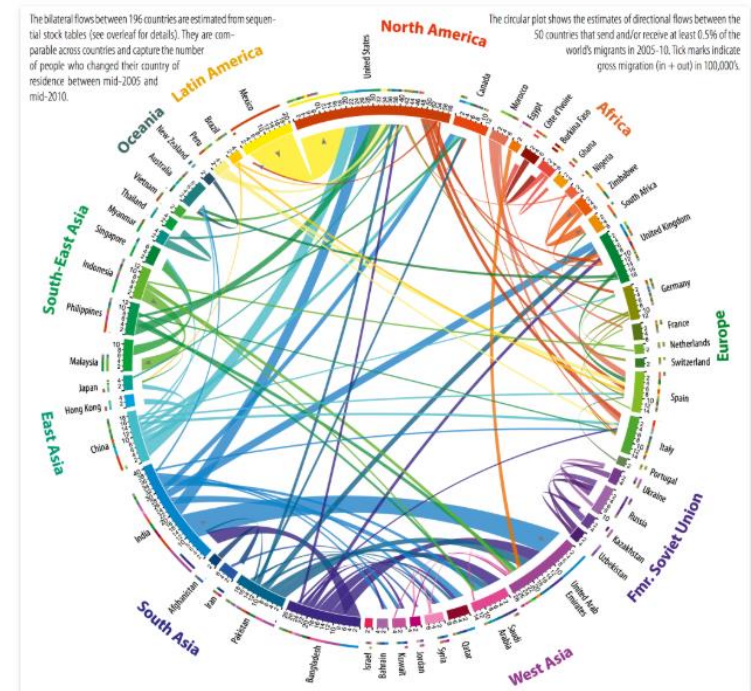 The bilateral flows between 196 countries are estimated from sequen-
tial stock tables (see overleaf for details). They are com-
parable across countries and capture the number
of people who changed their country of
residence between mid-2005 and
mid-2010.
The circular plot shows the estimates of directional flows between the
50 countries that send and/or receive at least 0.5% of the
world's migrants in 2005-10. Tick marks indicate
gross migration (in + out) in 100,000's.
North America
United States
Canada
Africa
Morocco
Egypt
Côte d'Ivoire
Burkina Faso
Ghana
Nigeria
Zimbabwe
South Africa
Europe
United Kingdom
Germany
France
Netherlands
Switzerland
Spain
Italy
Portugal
Fmr. Soviet Union
Ukraine
Russia
Kazakhstan
Uzbekistan
West Asia
United Arab
Emirates
Saudi
Arabia
Qatar
Syria
Jordan
Kuwait
Bahrain
Israel
South Asia
Bangladesh
Pakistan
Iran
Afghanistan
India
East Asia
China
Hong Kong
Japan
South-East Asia
Malaysia
Philippines
Indonesia
Singapore
Myanmar
Thailand
Vietnam
Oceania
Australia
New Zealand
Latin America
Peru
Brazil
Mexico